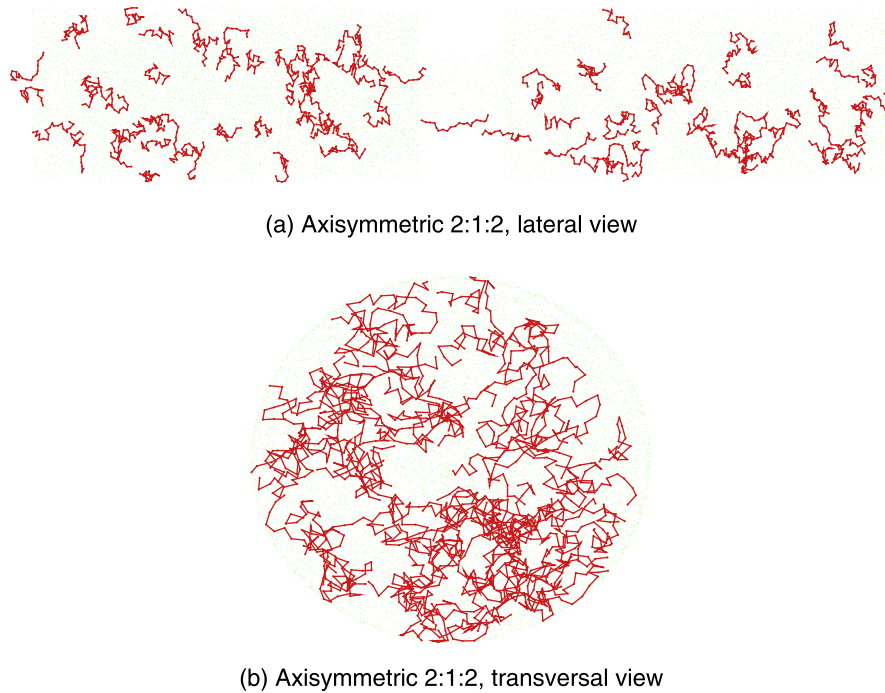 (a) Axisymmetric 2:1:2, lateral view
(b) Axisymmetric 2:1:2, transversal view